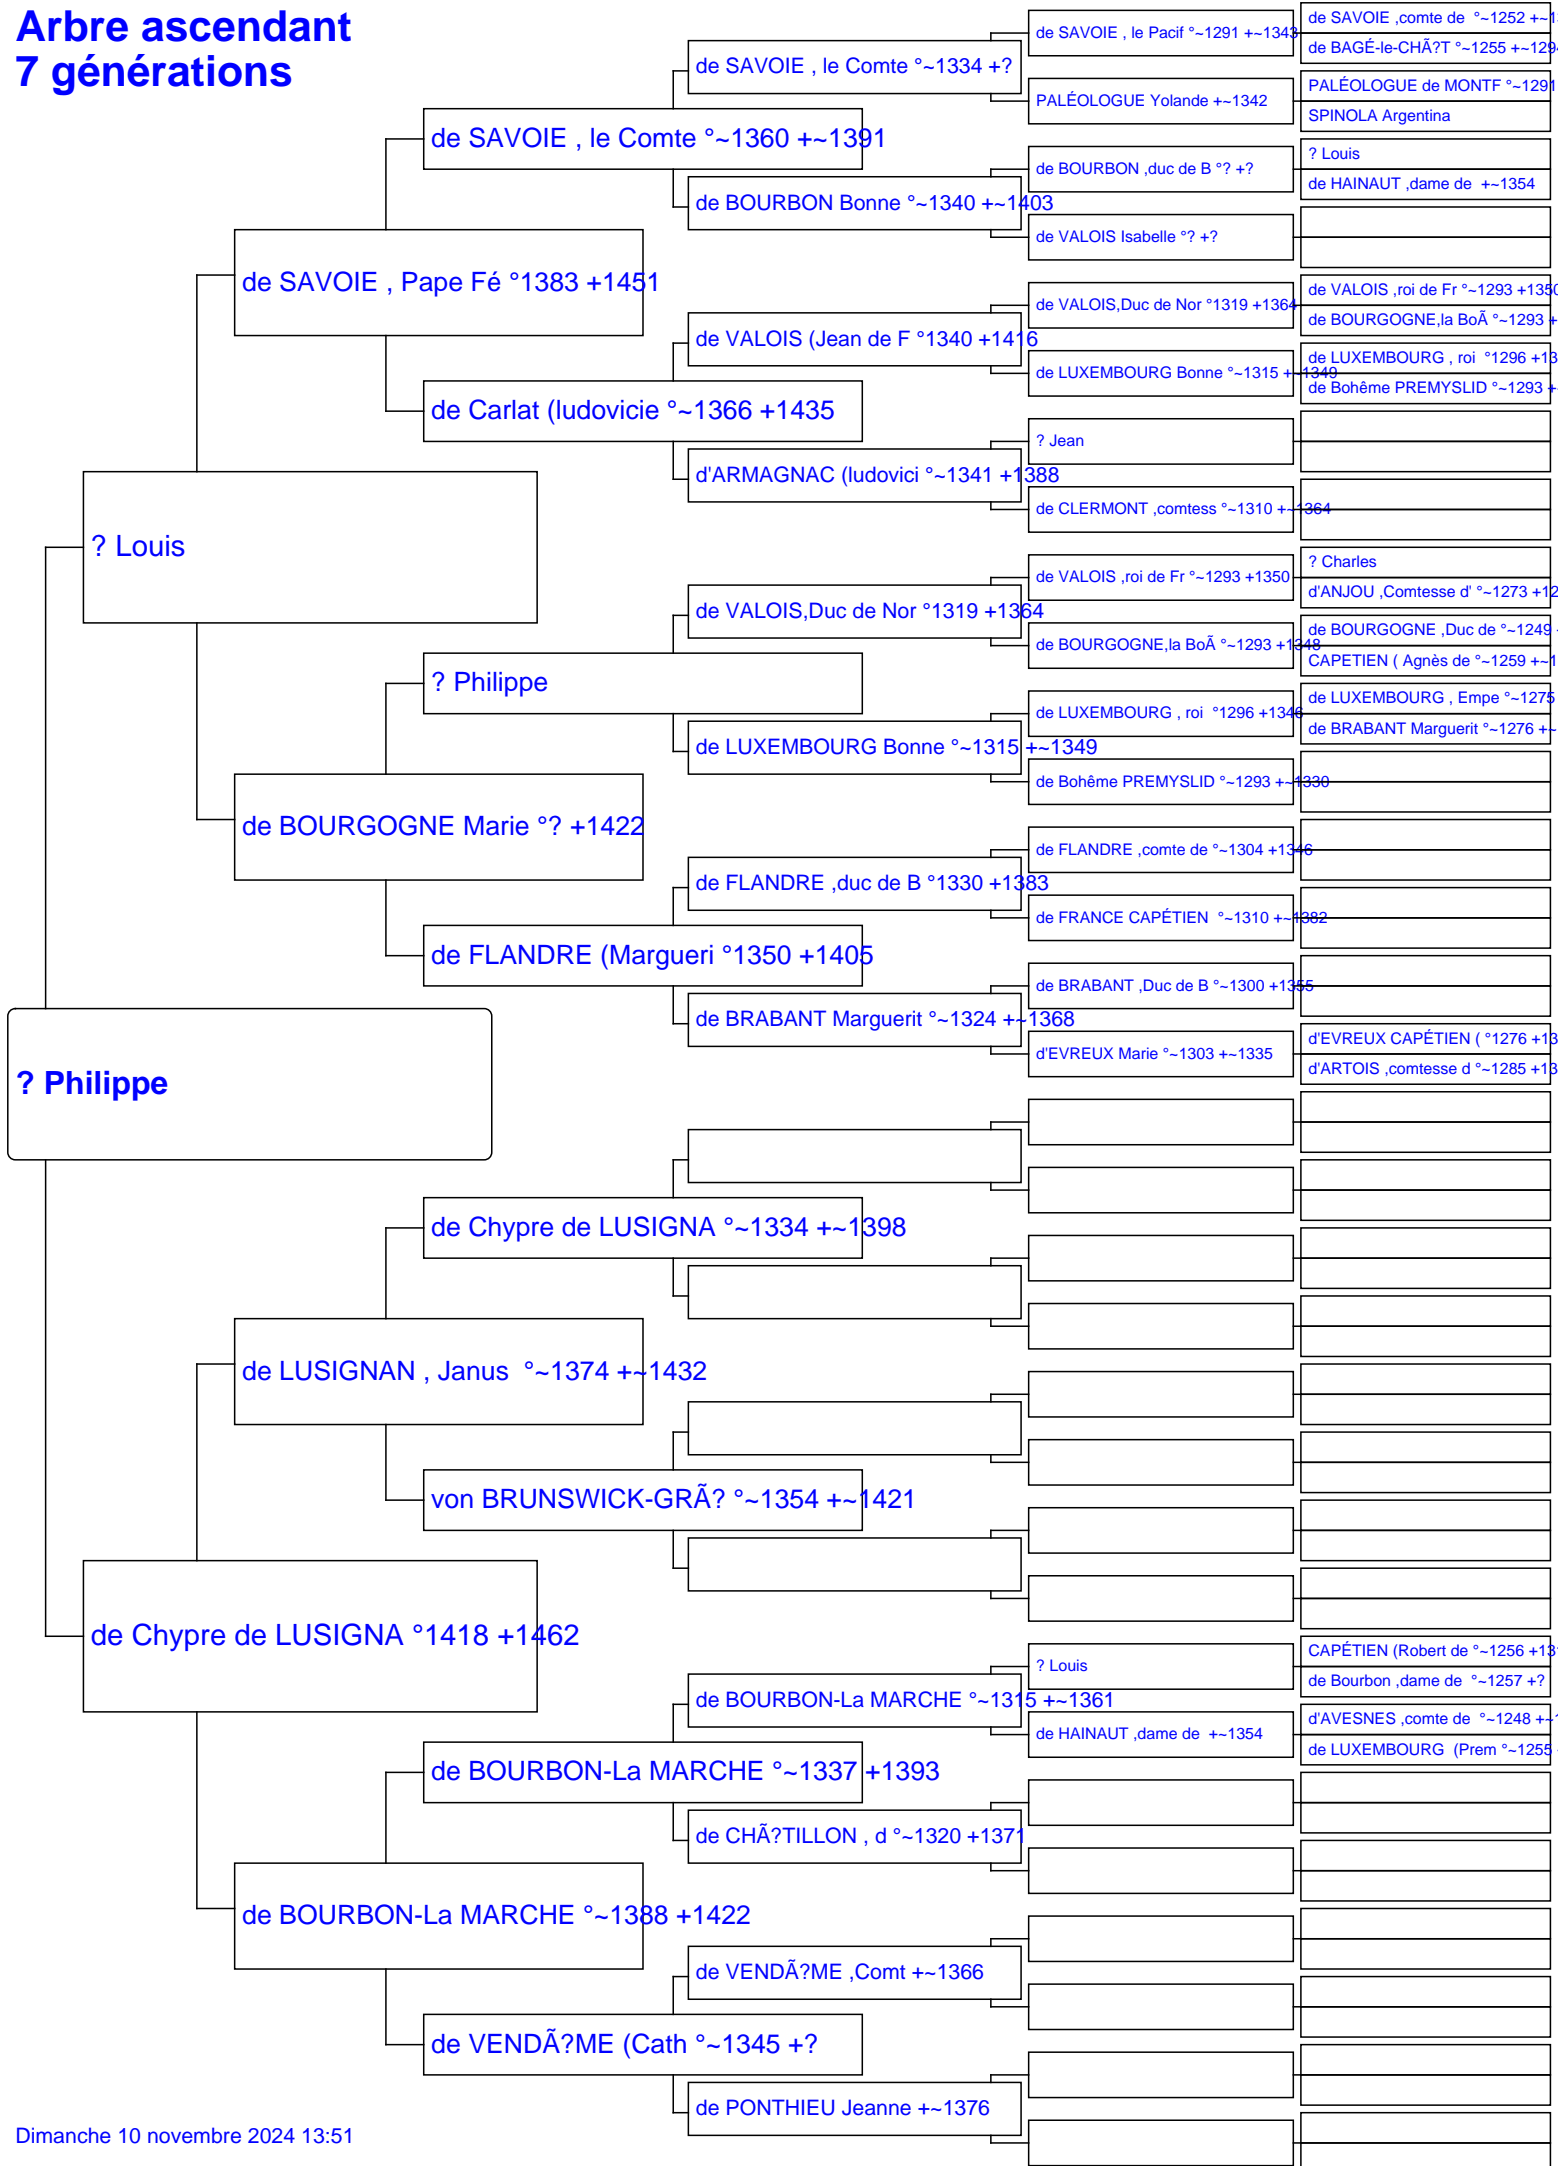 Arbre ascendant
7 générations
? Philippe
? Louis
de Chypre de LUSIGNA °1418 +1462
de SAVOIE , Pape Fé °1383 +1451
de BOURGOGNE Marie °? +1422
de LUSIGNAN , Janus °~1374 +~1432
de BOURBON-La MARCHE °~1388 +1422
de SAVOIE , le Comte °~1360 +~1391
de Carlat (ludovicie °~1366 +1435
? Philippe
de FLANDRE (Margueri °1350 +1405
de Chypre de LUSIGNA °~1334 +~1398
von BRUNSWICK-GRÃ? °~1354 +~1421
de BOURBON-La MARCHE °~1337 +1393
de VENDÃ?ME (Cath °~1345 +?
de SAVOIE , le Comte °~1334 +?
de BOURBON Bonne °~1340 +~1403
de VALOIS (Jean de F °1340 +1416
d'ARMAGNAC (ludovici °~1341 +1388
de VALOIS,Duc de Nor °1319 +1364
de LUXEMBOURG Bonne °~1315 +~1349
de FLANDRE ,duc de B °1330 +1383
de BRABANT Marguerit °~1324 +~1368
de BOURBON-La MARCHE °~1315 +~1361
de CHÃ?TILLON , d °~1320 +1371
de VENDÃ?ME ,Comt +~1366
de PONTHIEU Jeanne +~1376
de SAVOIE , le Pacif °~1291 +~1343
PALÉOLOGUE Yolande +~1342
de BOURBON ,duc de B °? +?
de VALOIS Isabelle °? +?
de VALOIS,Duc de Nor °1319 +1364
de LUXEMBOURG Bonne °~1315 +~1349
? Jean
de CLERMONT ,comtess °~1310 +~1364
de VALOIS ,roi de Fr °~1293 +1350
de BOURGOGNE,la BoÃ °~1293 +1348
de LUXEMBOURG , roi °1296 +1346
de Bohême PREMYSLID °~1293 +~1330
de FLANDRE ,comte de °~1304 +1346
de FRANCE CAPÉTIEN °~1310 +~1382
de BRABANT ,Duc de B °~1300 +1355
d'EVREUX Marie °~1303 +~1335
? Louis
de HAINAUT ,dame de +~1354
de SAVOIE ,comte de °~1252 +~1
de BAGÉ-le-CHÃ?T °~1255 +~129
PALÉOLOGUE de MONTF °~1291
SPINOLA Argentina
? Louis
de HAINAUT ,dame de +~1354
de VALOIS ,roi de Fr °~1293 +1350
de BOURGOGNE,la BoÃ °~1293 +
de LUXEMBOURG , roi °1296 +13
de Bohême PREMYSLID °~1293 +
? Charles
d'ANJOU ,Comtesse d' °~1273 +12
de BOURGOGNE ,Duc de °~1249
CAPETIEN ( Agnès de °~1259 +~1
de LUXEMBOURG , Empe °~1275
de BRABANT Marguerit °~1276 +~
d'EVREUX CAPÉTIEN ( °1276 +13
d'ARTOIS ,comtesse d °~1285 +13
CAPÉTIEN (Robert de °~1256 +13
de Bourbon ,dame de °~1257 +?
d'AVESNES ,comte de °~1248 +~1
de LUXEMBOURG (Prem °~1255
Dimanche 10 novembre 2024 13:51